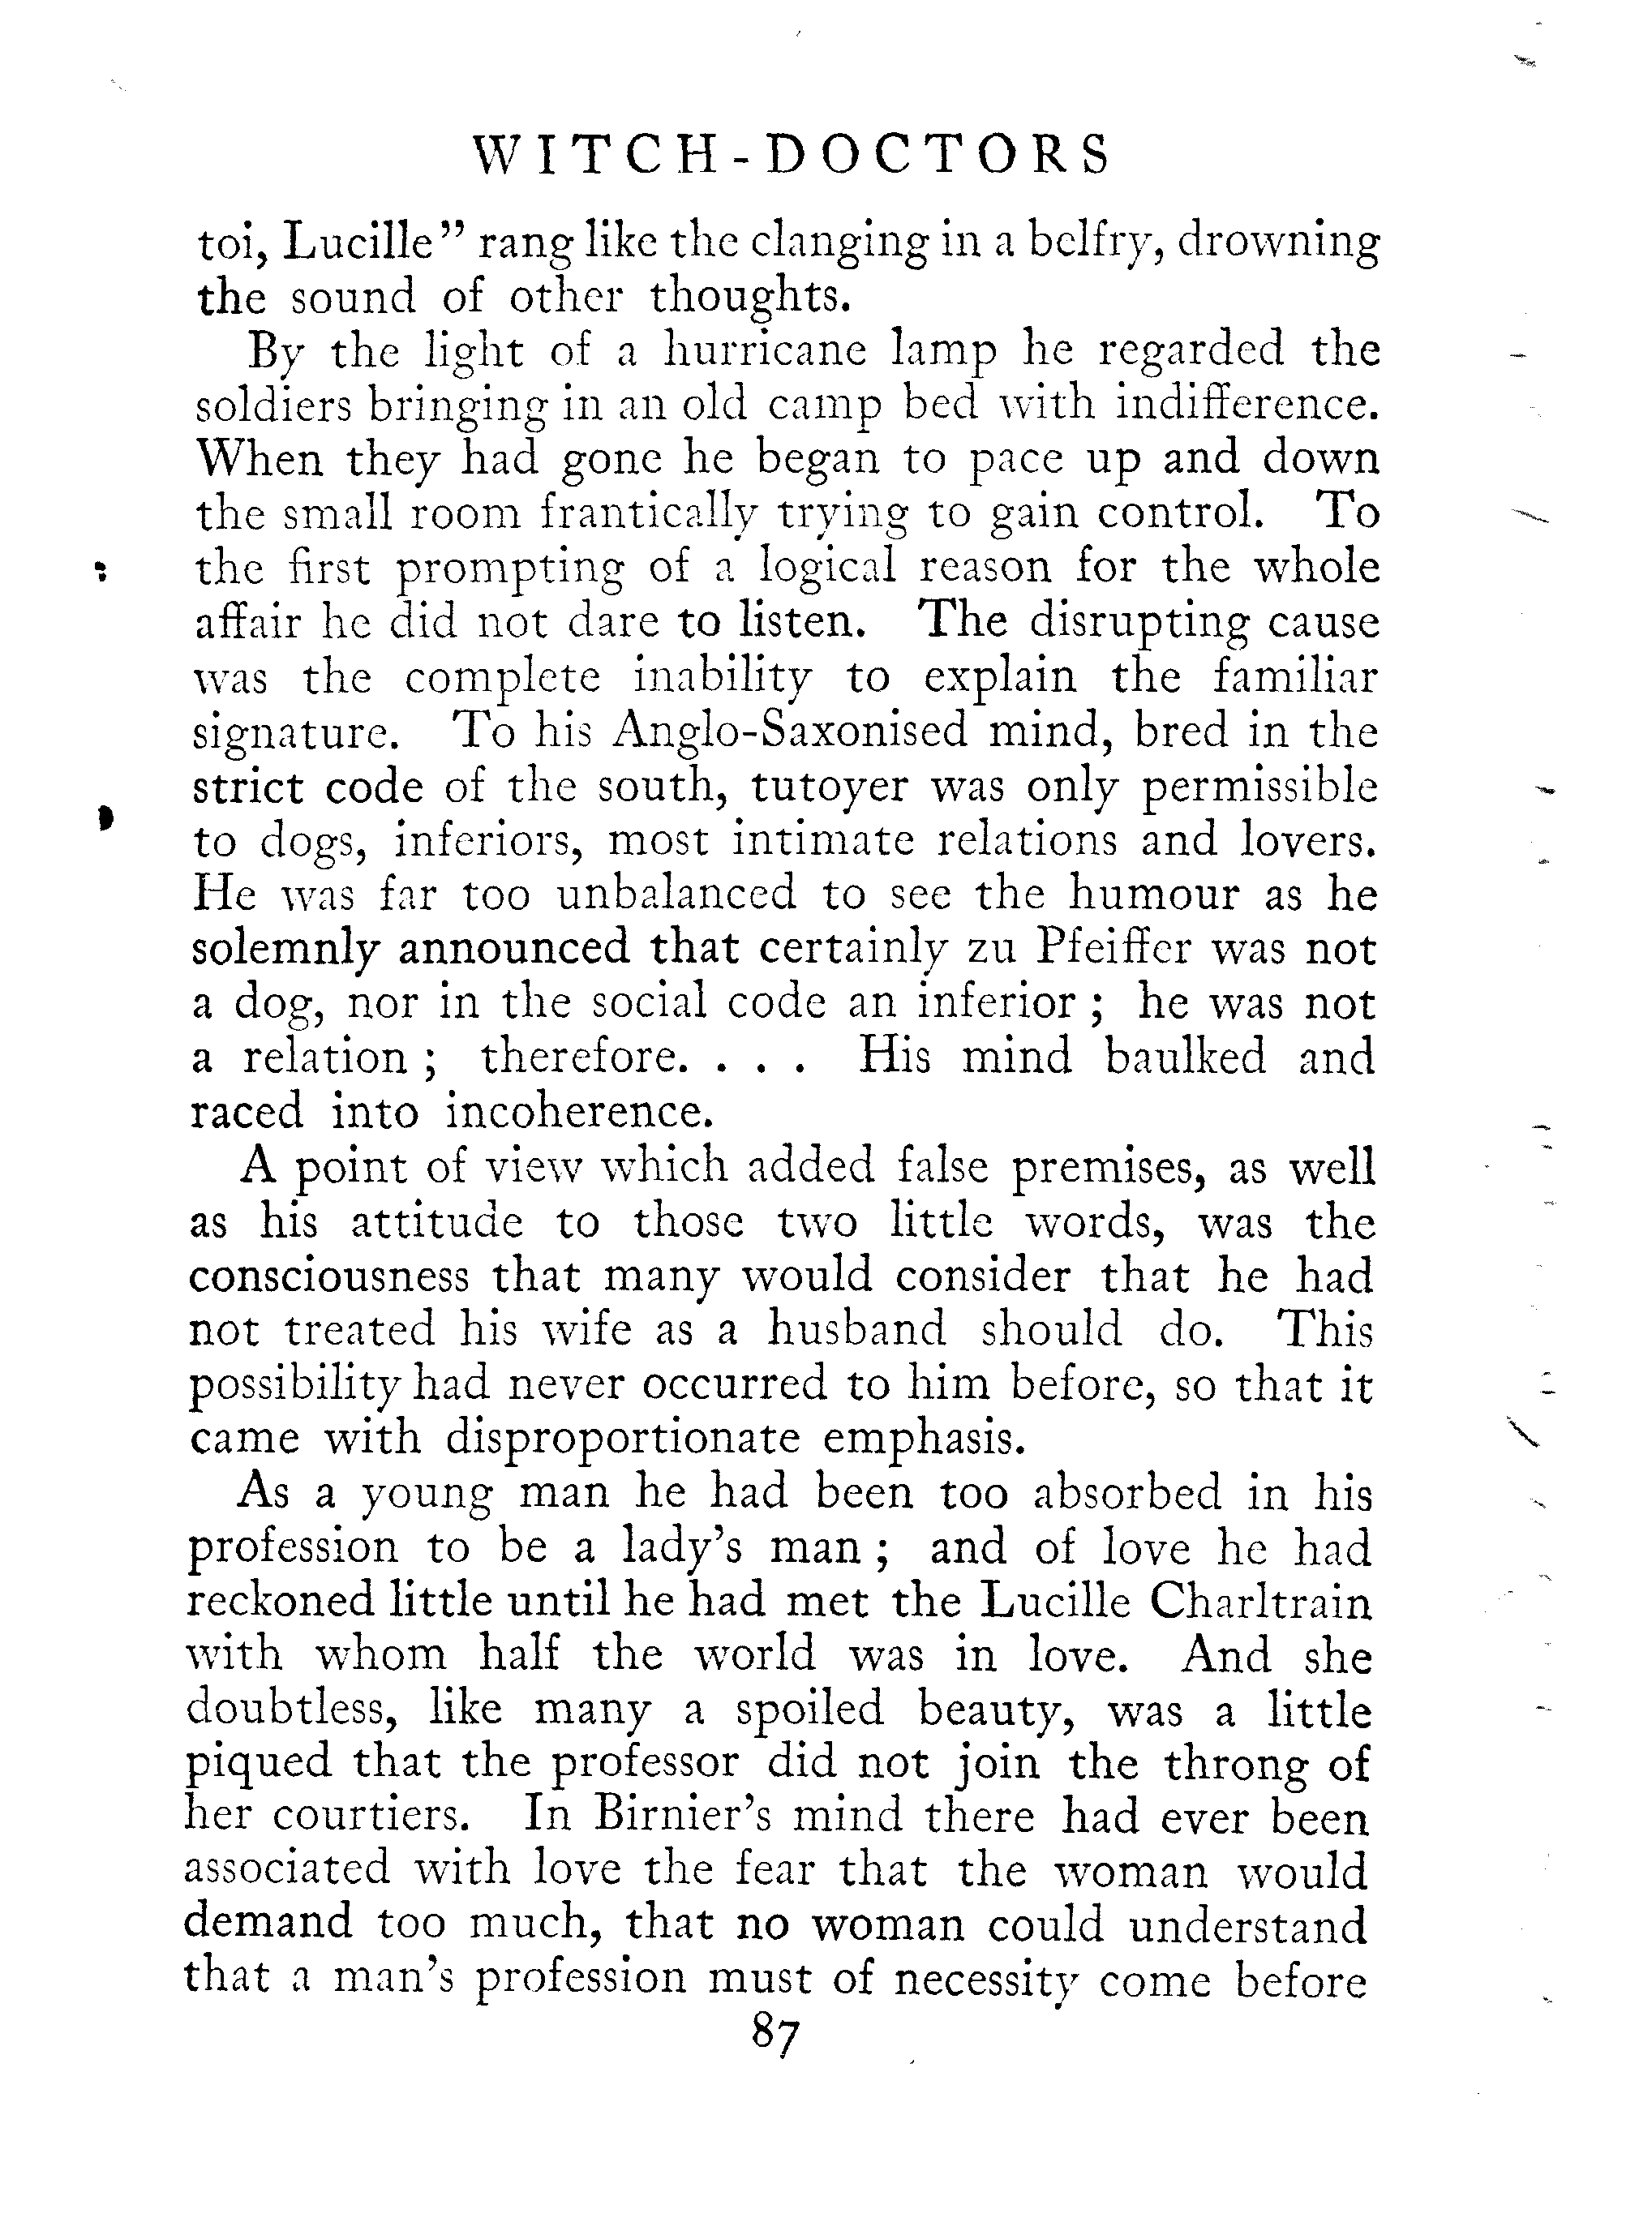 WITCH-DOCTORS
toi, Lucille” rang like the clanging in a belfry, drowning
the sound of other thoughts.
By the light of a hurricane lamp he regarded the
soldiers bringing in an old camp bed with indifference.
When they had gone he began to pace up and down
the small room frantically trying to gain control. To
the first prompting of a logical reason for the whole
affair he did not dare to listen. The disrupting cause
was the complete inability to explain the familiar
signature. To his Anglo-Saxonised mind, bred in the
strict code of the south, tutoyer was only permissible
to dogs, inferiors, most intimate relations and lovers.
He was far too unbalanced to see the humour as he
solemnly announced that certainly zu Pfeiffer was not
a dog, nor in the social code an inferior ; he was not
a relation ; therefore. . . . His mind baulked and
raced into incoherence.
A point of view which added false premises, as well
as his attitude to those two little words, was the
consciousness that many would consider that he had
not treated his wife as a husband should do. This
possibility had never occurred to him before, so that it
came with disproportionate emphasis.
As a young man he had been too absorbed in his
profession to be a lady’s man ; and of love he had
reckoned little until he had met the Lucille Charltrain
with whom half the world was in love. And she
doubtless, like many a spoiled beauty, was a little
piqued that the professor did not join the throng of
her courtiers. In Birnier’s mind there had ever been
associated with love the fear that the woman would
demand too much, that no woman could understand
that a man’s profession must of necessity come before
87